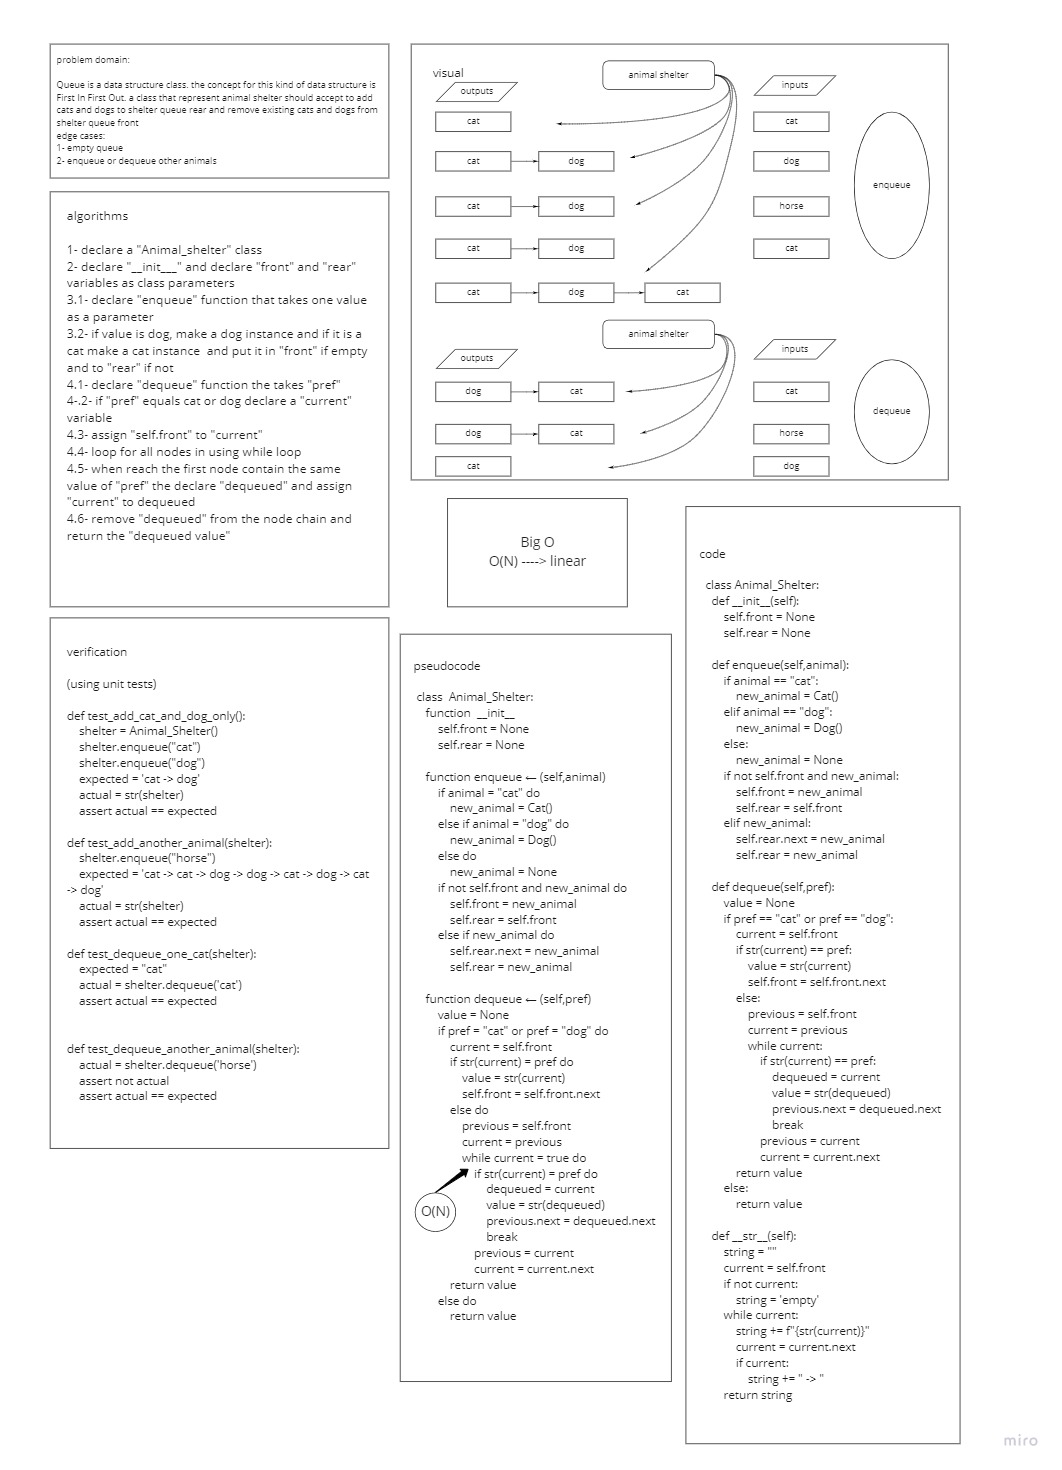 problem domain:
Queue is a data structure class. the concept for this kind of data structure is
First In First Out. a class that represent animal shelter should accept to add
cats and dogs to shelter queue rear and remove existing cats and dogs from
shelter queue front
edge cases:
1- empty queue
2- enqueue or dequeue other animals
algorithms
1- declare a "Animal_shelter" class
2- declare "__init___" and declare "front" and "rear"
variables as class parameters
3.1- declare "enqueue" function that takes one value
as a parameter
3.2- if value is dog, make a dog instance and if it is a
cat make a cat instance  and put it in "front" if empty
and to "rear" if not
4.1- declare "dequeue" function the takes "pref"
4-.2- if "pref" equals cat or dog declare a "current"
variable
4.3- assign "self.front" to "current"
4.4- loop for all nodes in using while loop
4.5- when reach the first node contain the same
value of "pref" the declare "dequeued" and assign
"current" to dequeued
4.6- remove "dequeued" from the node chain and
return the "dequeued value"
verification
(using unit tests)
def test_add_cat_and_dog_only():
    shelter = Animal_Shelter()
    shelter.enqueue("cat")
    shelter.enqueue("dog")
    expected = 'cat -> dog'
    actual = str(shelter)
    assert actual == expected
def test_add_another_animal(shelter):
    shelter.enqueue("horse")
    expected = 'cat -> cat -> dog -> dog -> cat -> dog -> cat
-> dog'
    actual = str(shelter)
    assert actual == expected
def test_dequeue_one_cat(shelter):
    expected = "cat"
    actual = shelter.dequeue('cat')
    assert actual == expected
def test_dequeue_another_animal(shelter):
    actual = shelter.dequeue('horse')
    assert not actual
    assert actual == expected
visual
animal shelter
outputs
inputs
cat
cat
cat
dog
dog
cat
dog
horse
cat
dog
cat
cat
dog
cat
enqueue
animal shelter
outputs
inputs
dog
cat
cat
dog
cat
horse
cat
dog
dequeue
Big O
O(N) ----> linear
pseudocode
class  Animal_Shelter:
  function  __init__
    self.front = None
    self.rear = None
  function enqueue ← (self,animal)
    if animal = "cat" do
      new_animal = Cat()
    else if animal = "dog" do
      new_animal = Dog()
    else do
      new_animal = None
    if not self.front and new_animal do
      self.front = new_animal
      self.rear = self.front
    else if new_animal do
      self.rear.next = new_animal
      self.rear = new_animal
  function dequeue ← (self,pref)
    value = None
    if pref = "cat" or pref = "dog" do
      current = self.front
      if str(current) = pref do
        value = str(current)
        self.front = self.front.next
      else do
        previous = self.front
        current = previous
        while current = true do
          if str(current) = pref do
            dequeued = current
            value = str(dequeued)
            previous.next = dequeued.next
            break
          previous = current
          current = current.next
      return value
    else do
      return value
O(N)
code
class Animal_Shelter:
  def __init__(self):
    self.front = None
    self.rear = None
  def enqueue(self,animal):
    if animal == "cat":
      new_animal = Cat()
    elif animal == "dog":
      new_animal = Dog()
    else:
      new_animal = None
    if not self.front and new_animal:
      self.front = new_animal
      self.rear = self.front
    elif new_animal:
      self.rear.next = new_animal
      self.rear = new_animal
  def dequeue(self,pref):
    value = None
    if pref == "cat" or pref == "dog":
      current = self.front
      if str(current) == pref:
        value = str(current)
        self.front = self.front.next
      else:
        previous = self.front
        current = previous
        while current:
          if str(current) == pref:
            dequeued = current
            value = str(dequeued)
            previous.next = dequeued.next
            break
          previous = current
          current = current.next
      return value
    else:
      return value
  def __str__(self):
    string = ""
    current = self.front
    if not current:
      string = 'empty'
    while current:
      string += f"{str(current)}"
      current = current.next
      if current:
        string += " -> "
    return string
miro